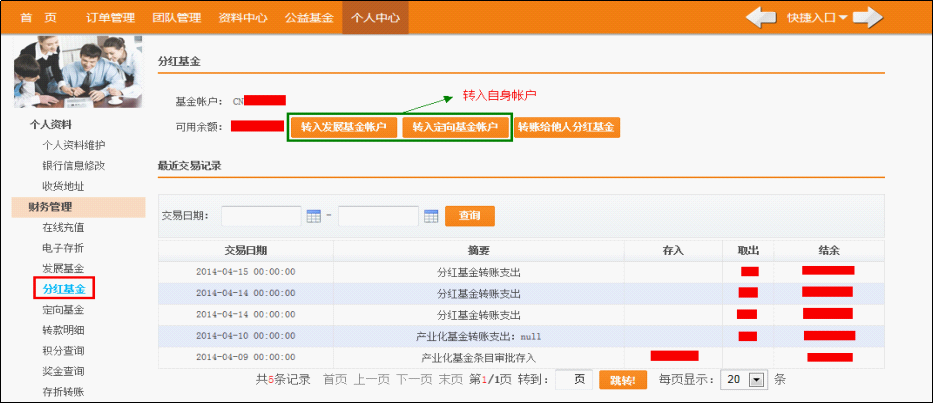 首 页 订单管理 团队管理 资料中心 公益基金 个人中心 快捷入口
分红基金
基金帐户： CN
转入自身帐户
可用余额： 转入发展基金帐户 转入定向基金帐户 转账给他人分红基金
最近交易记录
交易日期： - 查询
交易日期 摘要 存入 取出 结余
2014-04-15 00:00:00 分红基金转账支出
2014-04-14 00:00:00 分红基金转账支出
2014-04-14 00:00:00 分红基金转账支出
2014-04-10 00:00:00 产业化基金转账支出：null
2014-04-09 00:00:00 产业化基金条目审批存入
共5条记录 首页 上一页 下一页 末页 第1/1页 转到： 页 跳转! 每页显示： 20 条
个人资料
个人资料维护
银行信息修改
收货地址
财务管理
在线充值
电子存折
发展基金
分红基金
定向基金
转款明细
积分查询
奖金查询
存折转账